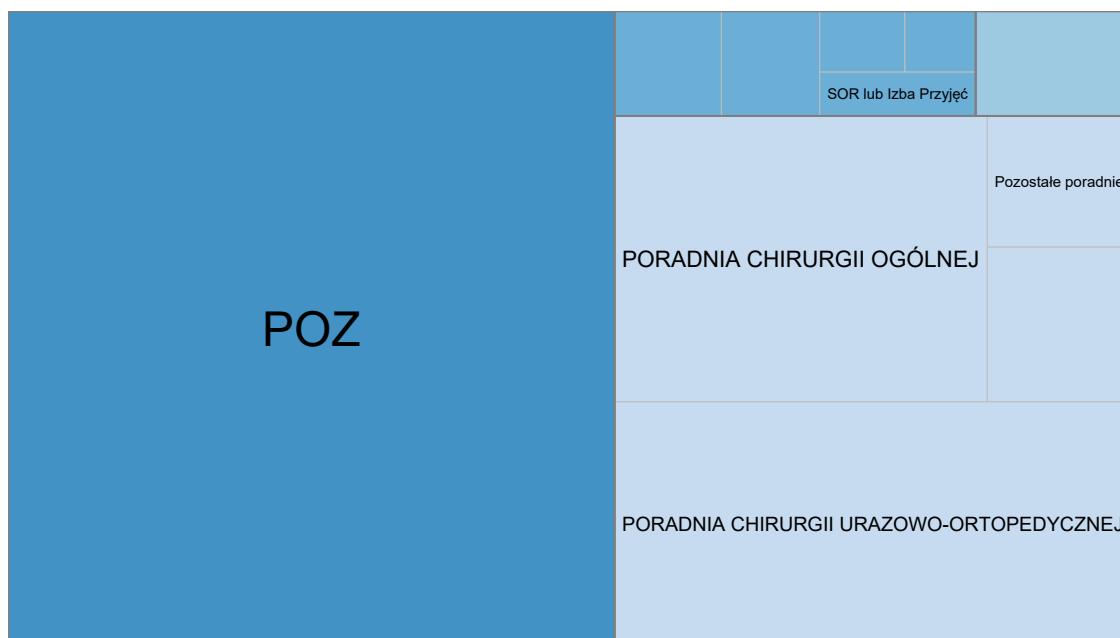 SOR lub Izba Przyjęć
Pozostałe poradnie
PORADNIA CHIRURGII OGÓLNEJ
POZ
PORADNIA CHIRURGII URAZOWO-ORTOPEDYCZNEJ